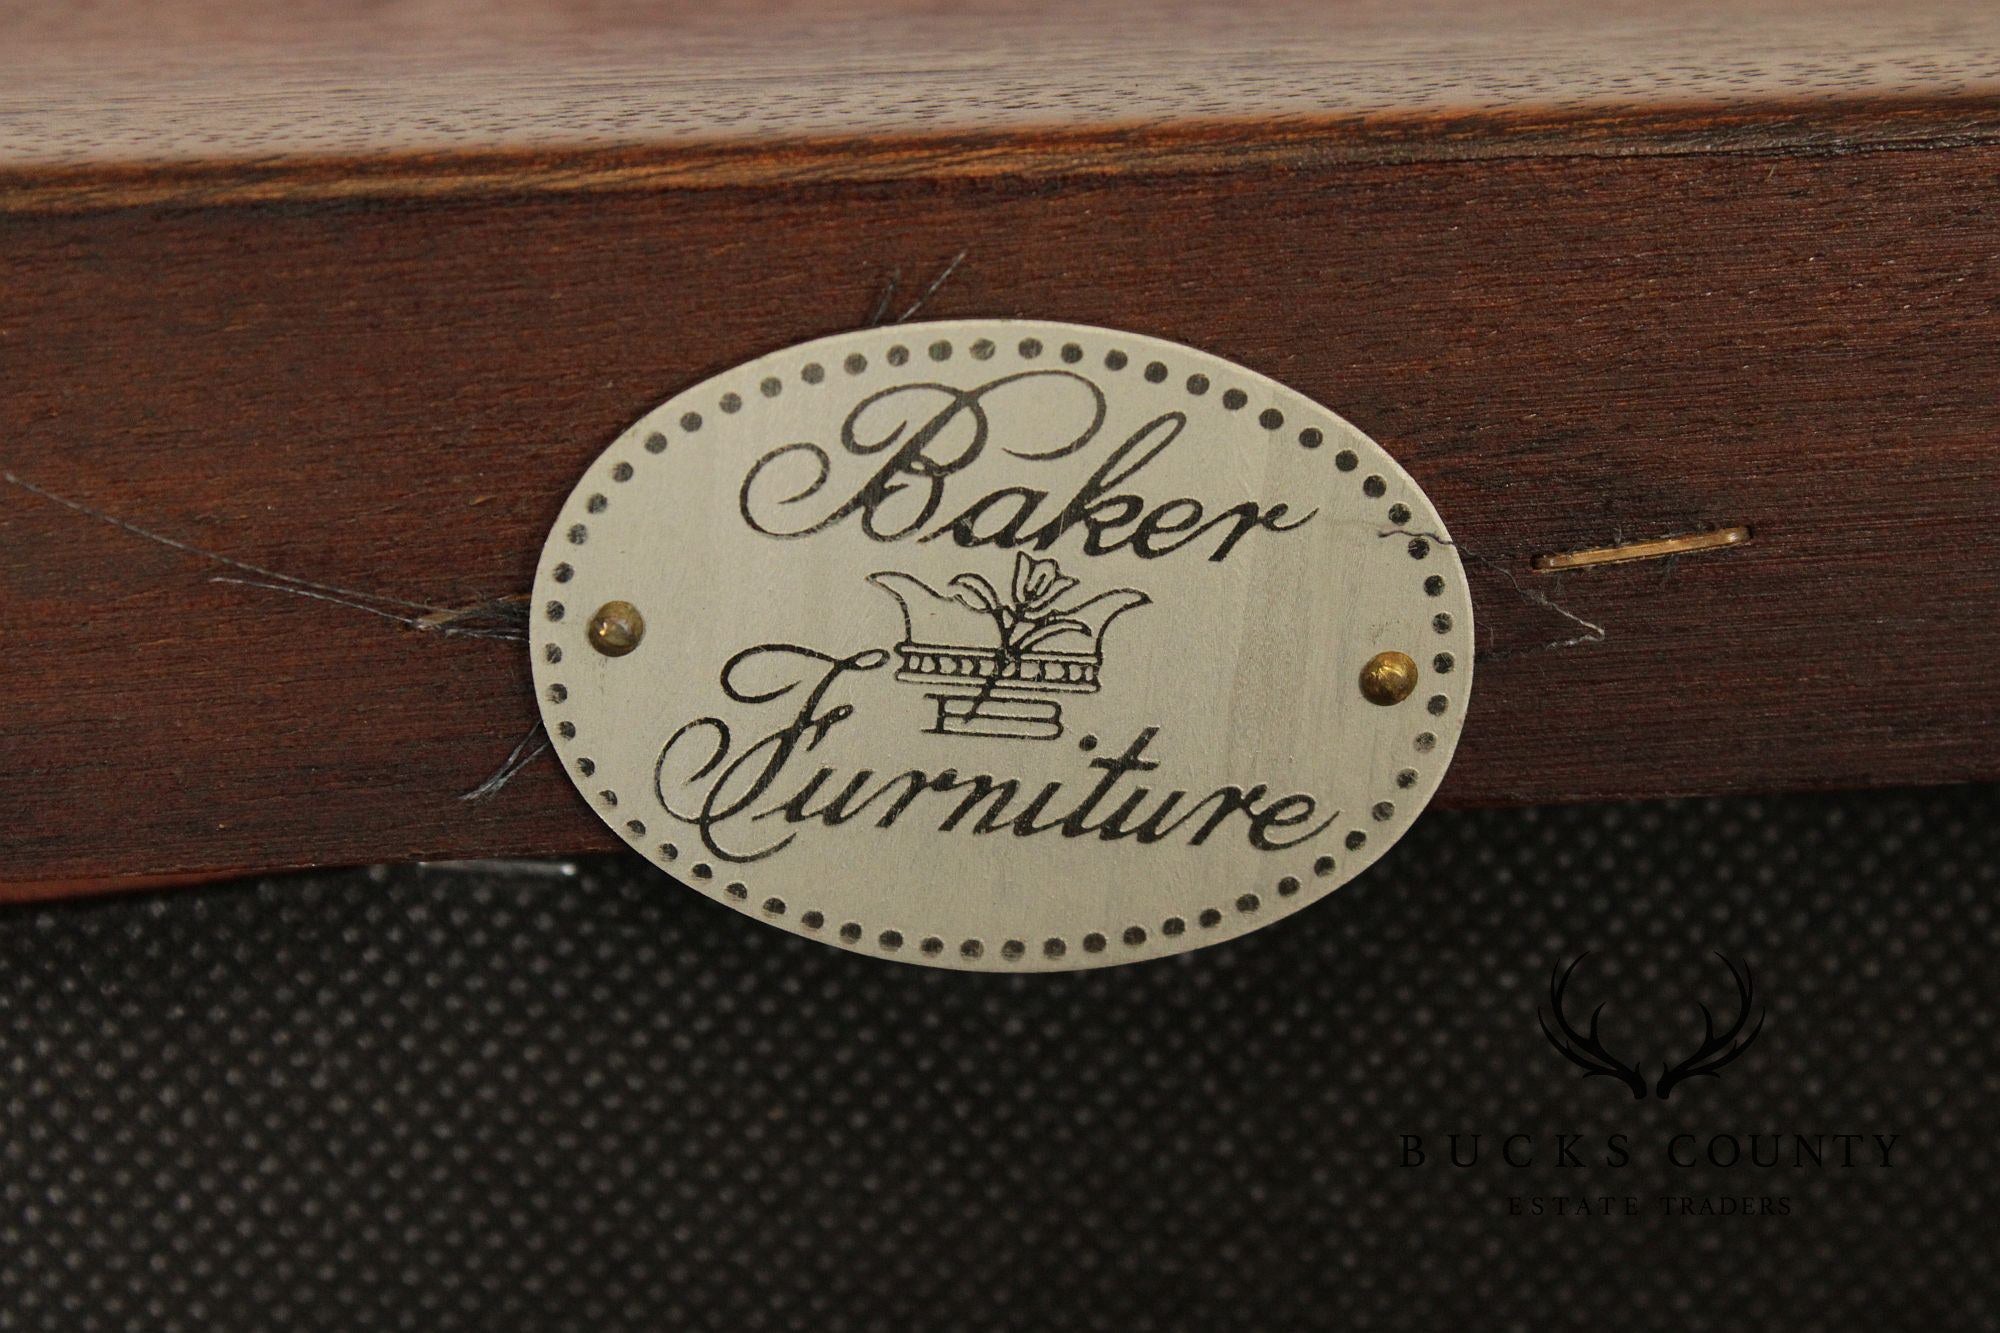 Baker
Furniture
BUCKS COUNTY
ESTATE TRADERS